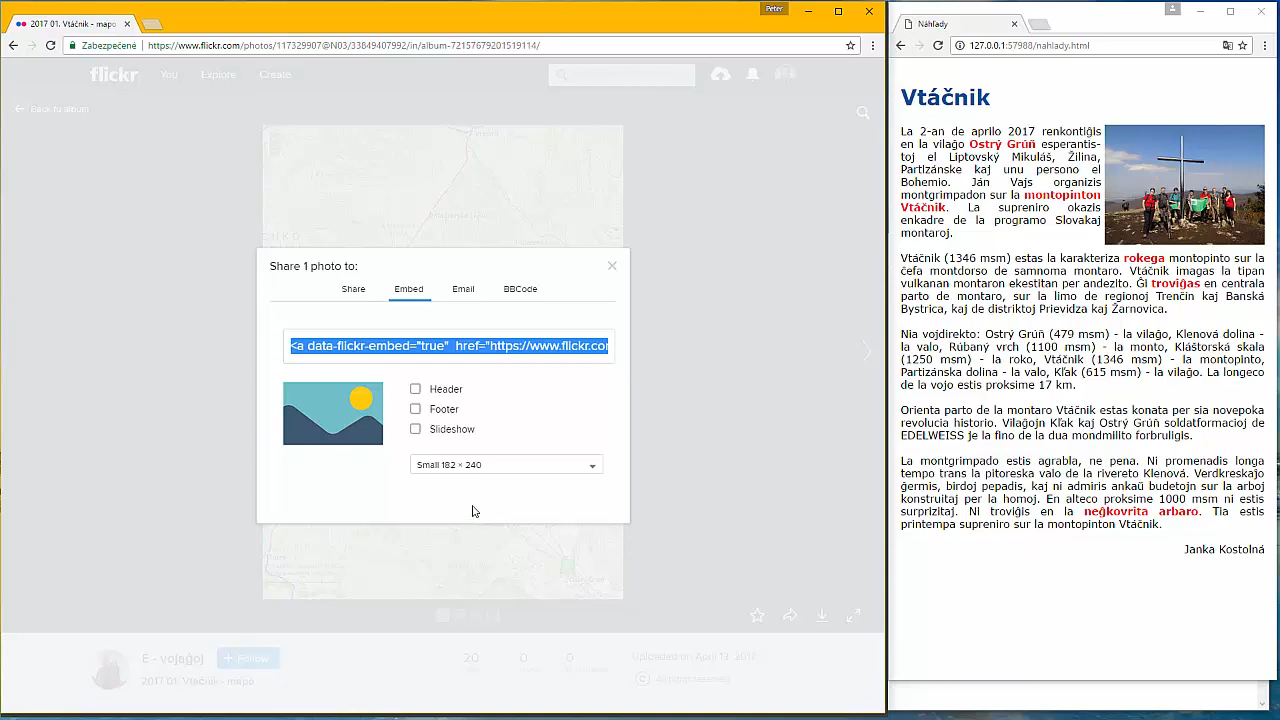 Peter
2017 01. Vtáčnik - mapo
Zabezpečené
https://www.flickr.com/photos/117329907@N03/33849407992/in/album-72157679201519114/
flickr
You
Explore
Create
Back to album
Share 1 photo to:
Share
Embed
Email
BBCode
<a data-flickr-embed="true" href="https://www.flickr.com
Header
Footer
Slideshow
Small 182 × 240
E - vojaĝoj
+ Follow
2017 01. Vtáčnik - mapo
20
0
0
Uploaded on April 13, 2017
Náhľady
127.0.0.1:57988/nahlady.html
Vtáčnik
La 2-an de aprilo 2017 renkontiĝis
en la vilaĝo Ostrý Grúň esperantis-
toj el Liptovský Mikuláš, Žilina,
Partizánske kaj unu persono el
Bohemio. Ján Vajs organizis
montgrimpadon sur la montopinton
Vtáčnik. La supreniro okazis
enkadre de la programo Slovakaj
montaroj.
Vtáčnik (1346 msm) estas la karakteriza rokega montopinto sur la
ĉefa montdorso de samnoma montaro. Vtáčnik imagas la tipan
vulkanan montaron ekestitan per andezito. Ĝi troviĝas en centrala
parto de montaro, sur la limo de regionoj Trenčín kaj Banská
Bystrica, kaj de distriktoj Prievidza kaj Žarnovica.
Nia vojdirekto: Ostrý Grúň (479 msm) - la vilaĝo, Klenová dolina -
la valo, Rúbaný vrch (1100 msm) - la monto, Kláštorská skala
(1250 msm) - la roko, Vtáčnik (1346 msm) - la montopinto,
Partizánska dolina - la valo, Kľak (615 msm) - la vilaĝo. La longeco
de la vojo estis proksime 17 km.
Orienta parto de la montaro Vtáčnik estas konata per sia novepoka
revolucia historio. Vilaĝojn Kľak kaj Ostrý Grúň soldatformacioj de
EDELWEISS je la fino de la dua mondmilito forbruligis.
La montgrimpado estis agrabla, ne pena. Ni promenadis longa
tempo trans la pitoreska valo de la rivereto Klenová. Verdkreskaĵo
ĝermis, birdoj pepadis, kaj ni admiris ankaŭ budetojn sur la arboj
konstruitaj per la homoj. En alteco proksime 1000 msm ni estis
surprizitaj. Ni troviĝis en la neĝkovrita arbaro. Tia estis
printempa supreniro sur la montopinton Vtáčnik.
Janka Kostolná